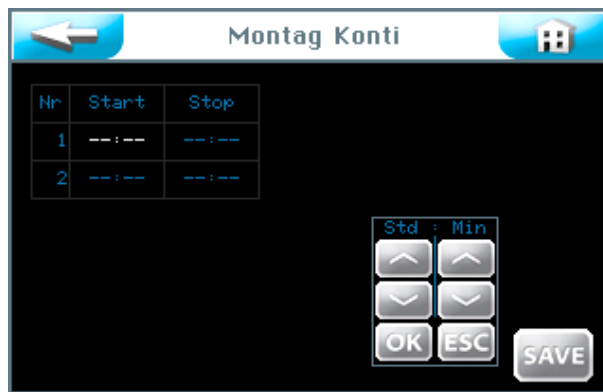 Montag Konti
Nr Start Stop
1 --:-- --:--
2 --:-- --:--
Std : Min
OK ESC
SAVE